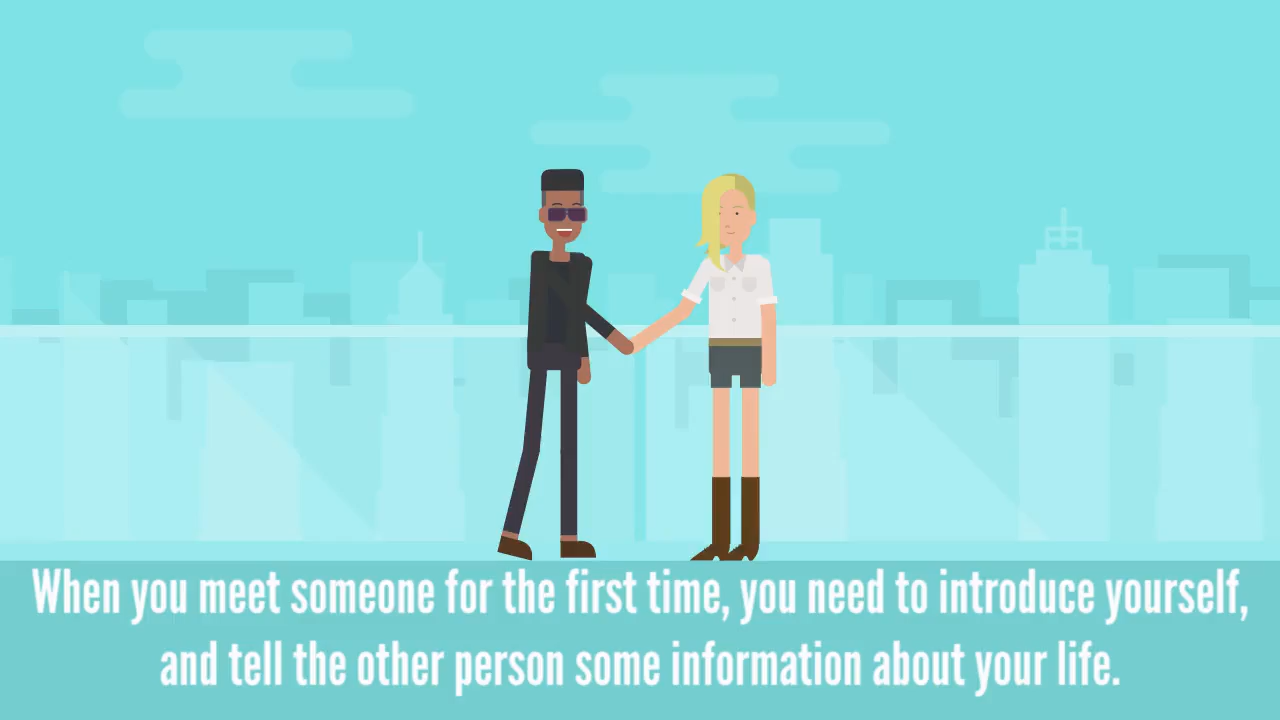 When you meet someone for the first time, you need to introduce yourself,
and tell the other person some information about your life.